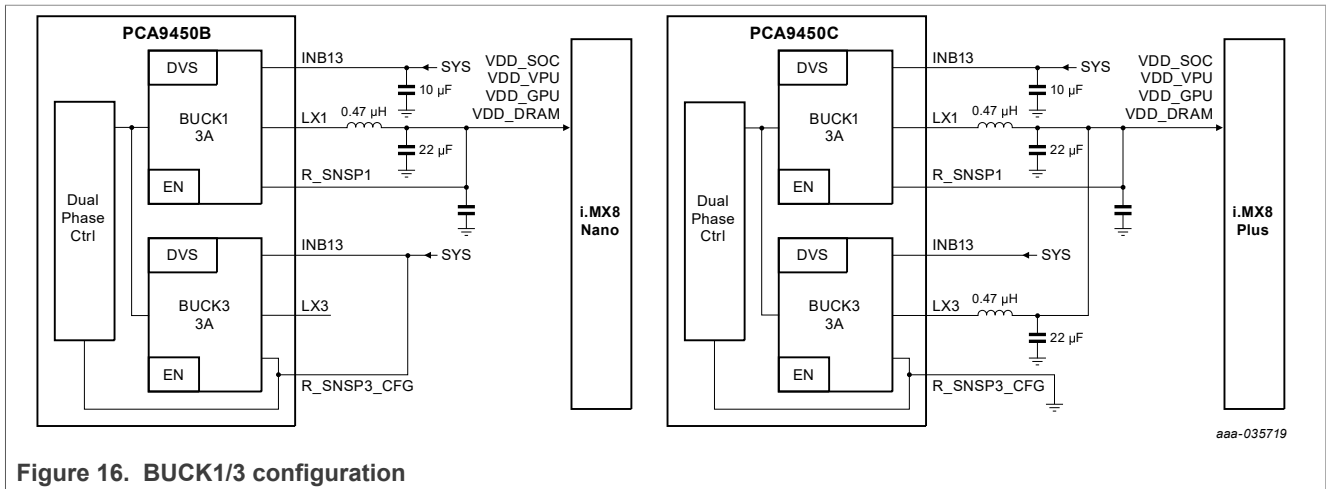 PCA9450B
DVS
BUCK1
3A
EN
Dual
Phase
Ctrl
DVS
BUCK3
3A
EN
INB13
SYS
10 µF
LX1
0.47 µH
22 µF
R_SNSP1
INB13
SYS
LX3
R_SNSP3_CFG
VDD_SOC
VDD_VPU
VDD_GPU
VDD_DRAM
i.MX8
Nano
PCA9450C
DVS
BUCK1
3A
EN
Dual
Phase
Ctrl
DVS
BUCK3
3A
EN
INB13
SYS
10 µF
LX1
0.47 µH
22 µF
R_SNSP1
INB13
SYS
LX3
0.47 µH
22 µF
R_SNSP3_CFG
VDD_SOC
VDD_VPU
VDD_GPU
VDD_DRAM
i.MX8
Plus
aaa-035719
Figure 16. BUCK1/3 configuration